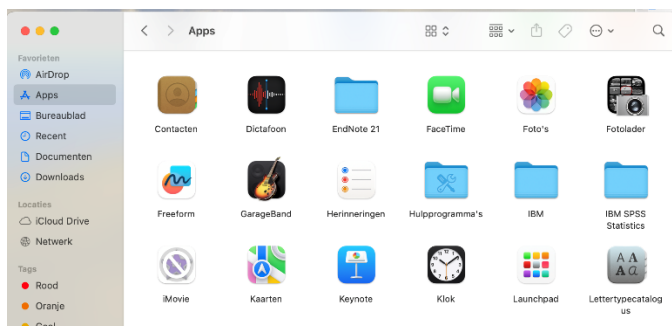 Apps
Favorieten
AirDrop
Apps
Bureaublad
Recent
Documenten
Downloads
Locaties
iCloud Drive
Netwerk
Tags
Rood
Oranje
Contacten
Dictafoon
EndNote 21
FaceTime
Foto's
Fotolader
Freeform
GarageBand
Herinneringen
Hulpprogramma's
IBM
IBM SPSS
Statistics
iMovie
Kaarten
Keynote
Klok
Launchpad
Lettertypecatalog
us